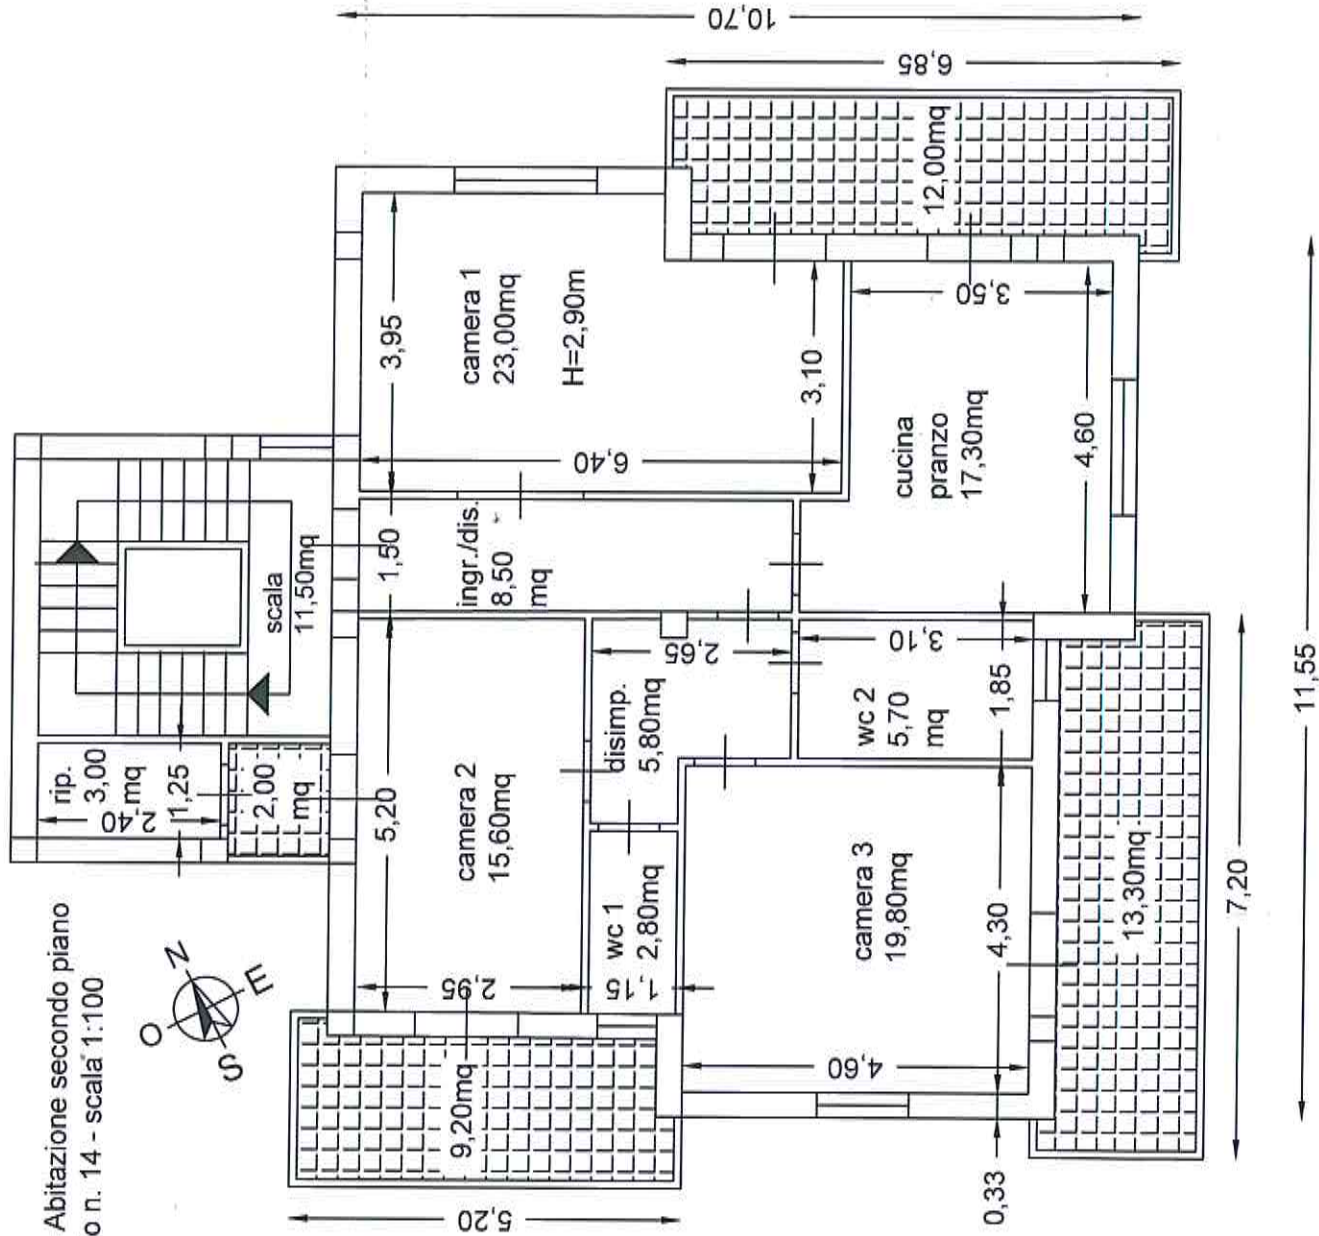 Abitazione secondo piano
o n. 14 - scala 1:100
N
E
S
O
rip.
3,00
mq
2,40
1,25
2,00
mq
scala
11,50mq
10,70
6,85
12,00mq
3,95
camera 1
23,00mq
H=2,90m
6,40
3,10
3,50
cucina
pranzo
17,30mq
4,60
1,50
ingr./dis.
8,50
mq
5,20
camera 2
15,60mq
2,95
disimp.
5,80mq
2,65
wc 1
2,80mq
1,15
wc 2
5,70
mq
3,10
1,85
camera 3
19,80mq
4,30
4,60
9,20mq
5,20
0,33
13,30mq
7,20
11,55